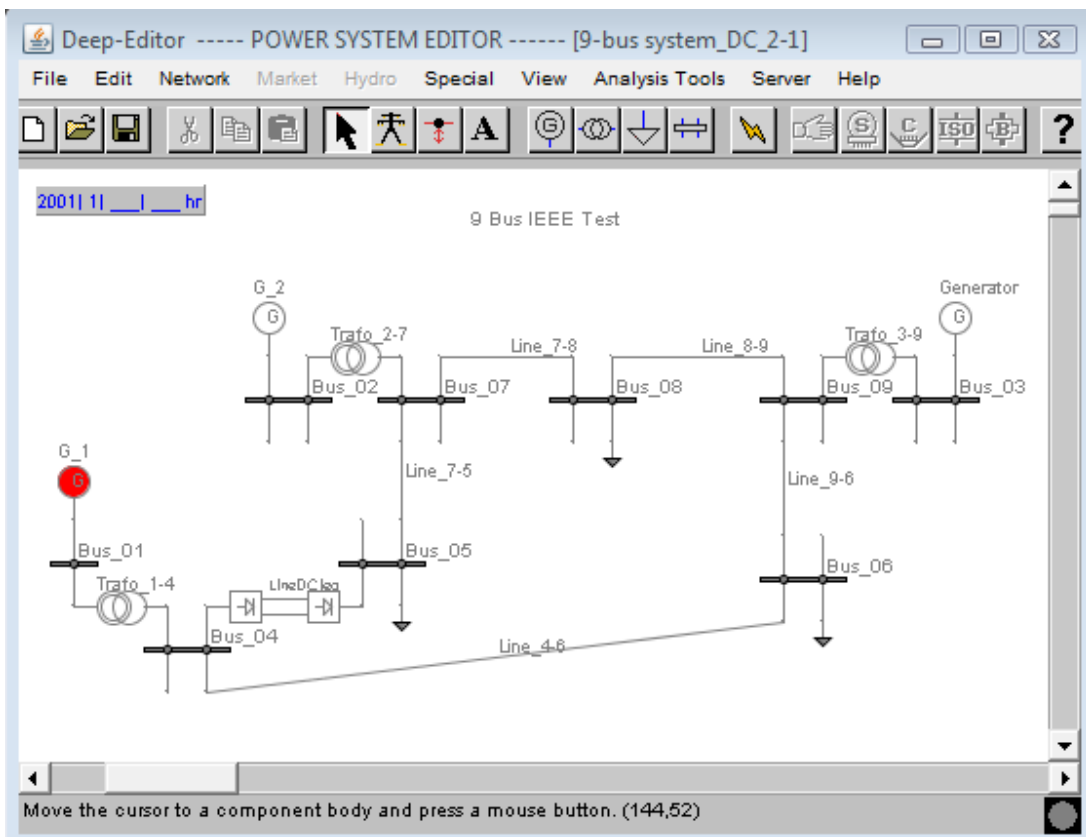 Deep-Editor ----- POWER SYSTEM EDITOR ------ [9-bus system_DC_2-1]
File Edit Network Market Hydro Special View Analysis Tools Server Help
A G S C ISO B ?
2001| 1| ___| ___ hr
9 Bus IEEE Test
G_2 Generator
G G
Trafo_2-7 Line_7-8 Line_8-9 Trafo_3-9
Bus_02 Bus_07 Bus_08 Bus_09 Bus_03
G_1
G
Line_7-5 Line_9-6
Bus_01 Bus_05
Bus_06
Trafo_1-4
Bus_04
Line_4-6
Move the cursor to a component body and press a mouse button. (144,52)